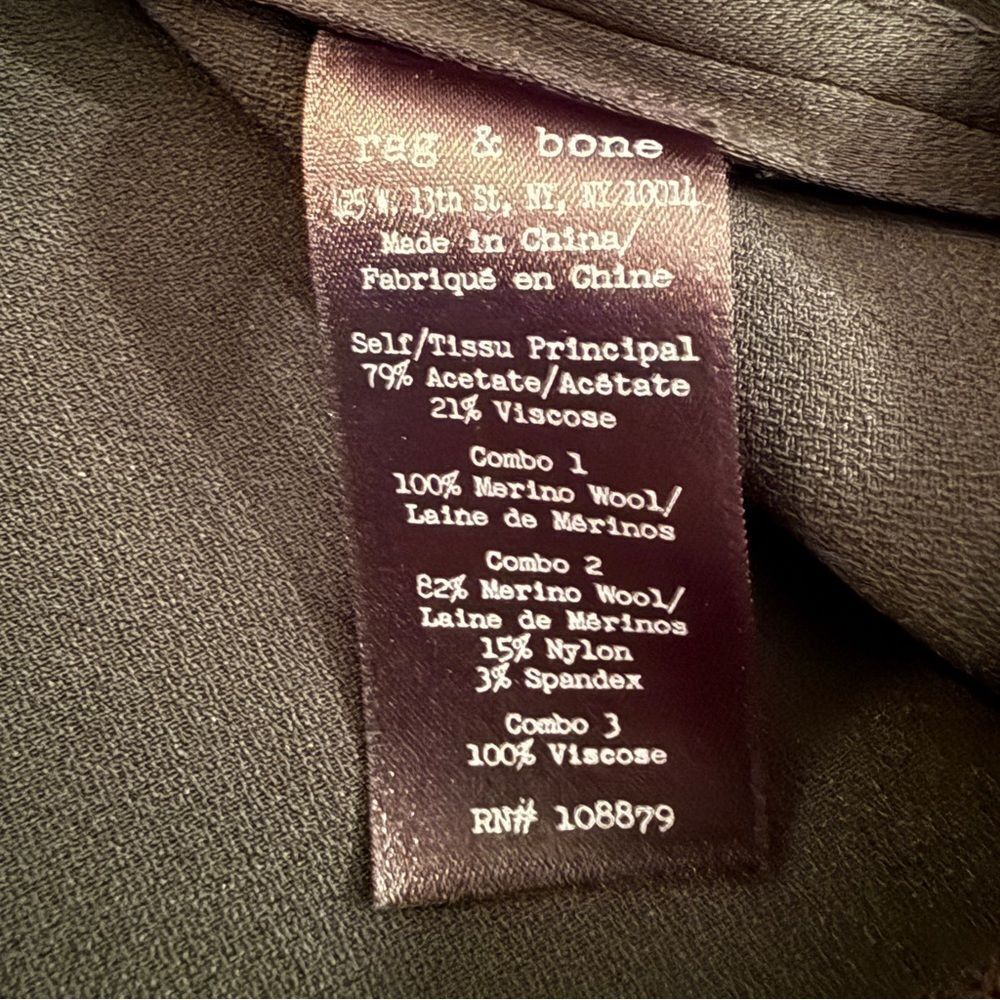 rag & bone
425 W. 13th St, NY, NY 10014
Made in China/
Fabriqué en Chine
Self/Tissu Principal
79% Acetate/Acétate
21% Viscose
Combo 1
100% Merino Wool/
Laine de Mérinos
Combo 2
82% Merino Wool/
Laine de Mérinos
15% Nylon
3% Spandex
Combo 3
100% Viscose
RN# 108879